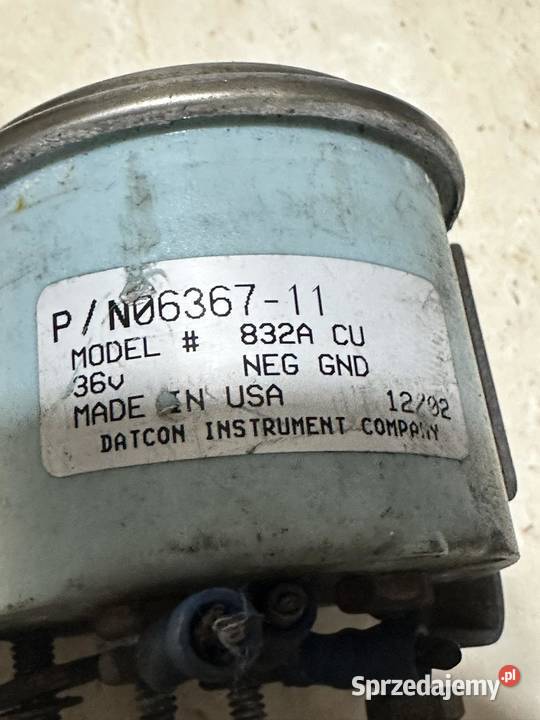 P/N06367-11
MODEL # 832A CU
36v NEG GND
MADE IN USA 12/02
DATCON INSTRUMENT COMPANY
Sprzedajemy.pl